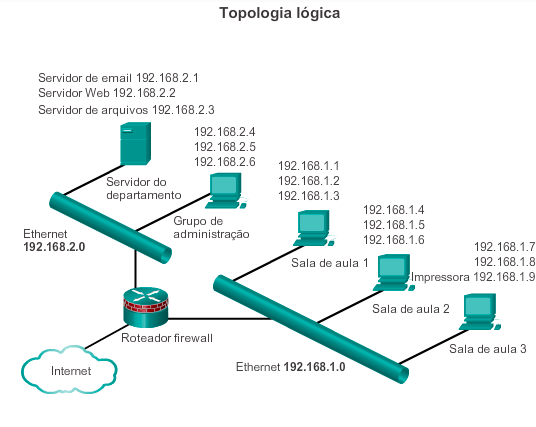 Topologia lógica
Servidor de email 192.168.2.1
Servidor Web 192.168.2.2
Servidor de arquivos 192.168.2.3
192.168.2.4
192.168.2.5
192.168.2.6
Servidor do
departamento
Grupo de
administração
Ethernet
192.168.2.0
192.168.1.1
192.168.1.2
192.168.1.3
Sala de aula 1
192.168.1.4
192.168.1.5
192.168.1.6
Sala de aula 2
192.168.1.7
192.168.1.8
Impressora 192.168.1.9
Sala de aula 3
Roteador firewall
Internet
Ethernet 192.168.1.0